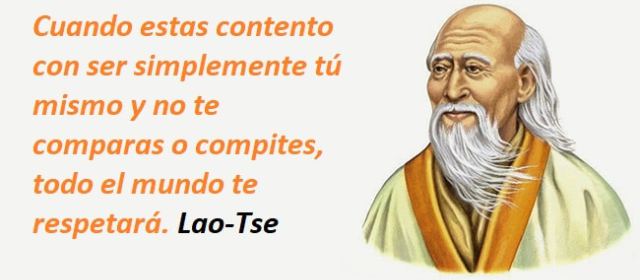 Cuando estas contento
con ser simplemente tú
mismo y no te
comparas o compites,
todo el mundo te
respetará. Lao-Tse